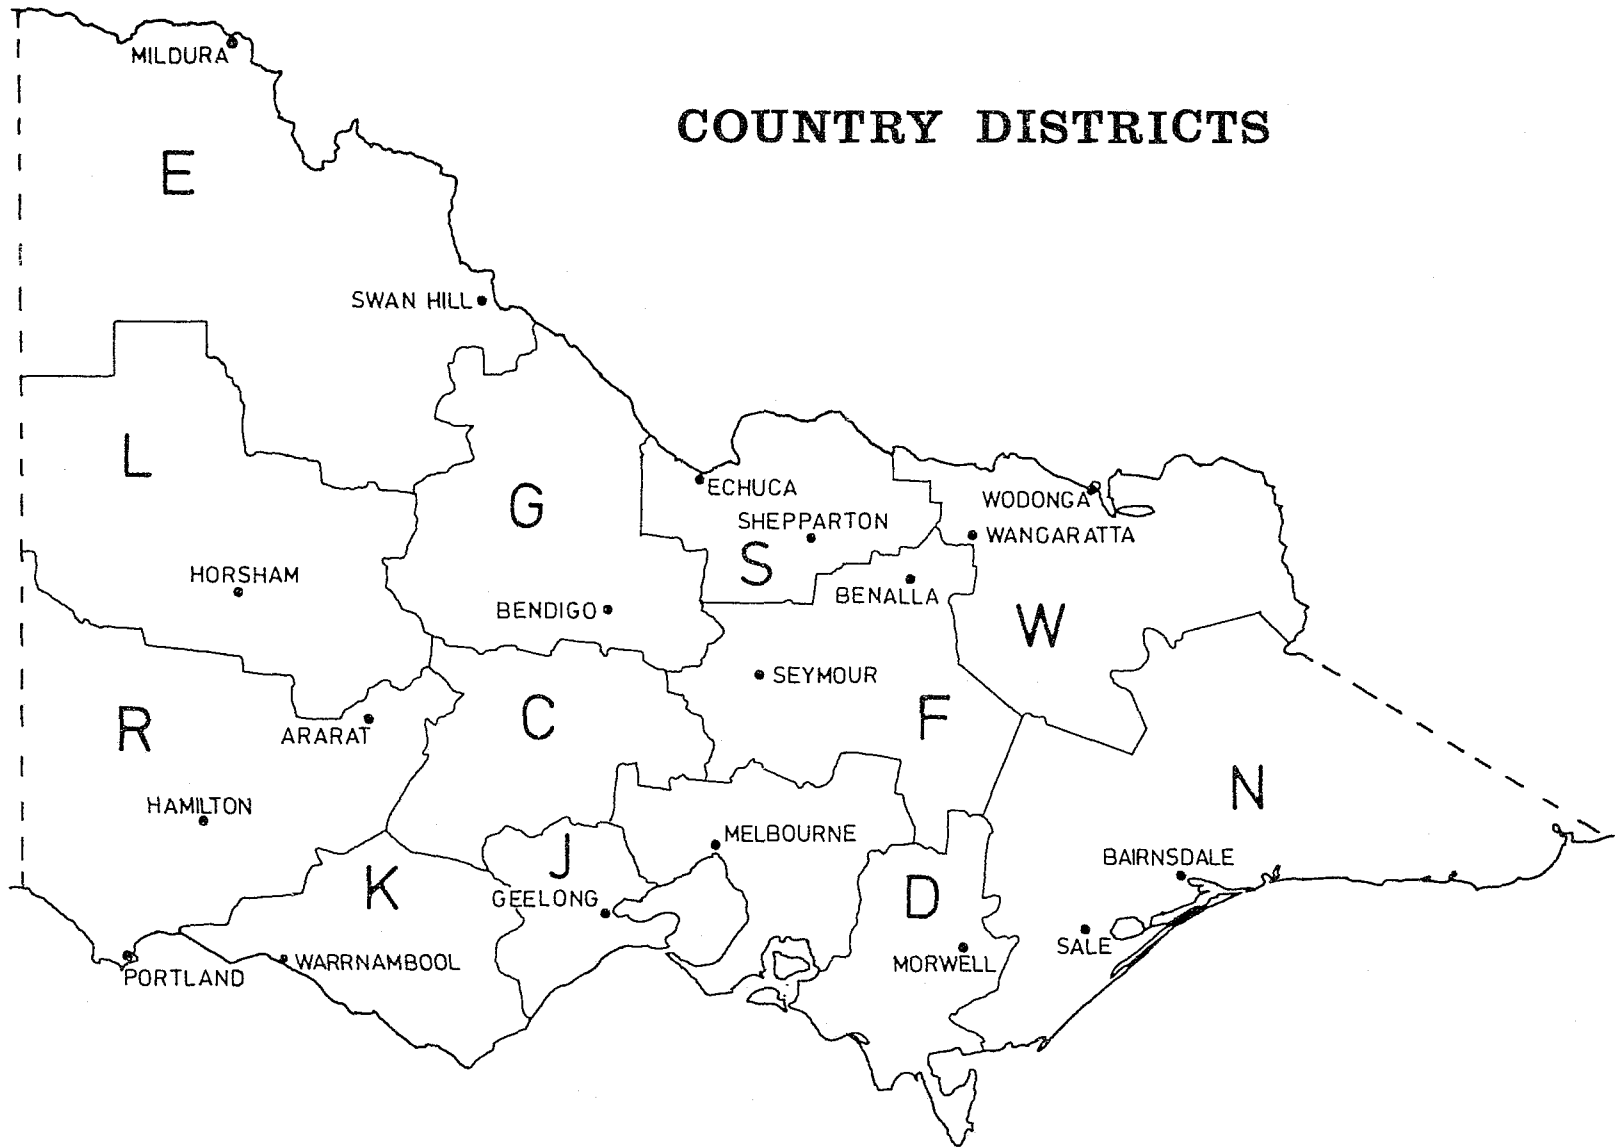 MILDURA
COUNTRY DISTRICTS
E
SWAN HILL
L
G
ECHUCA
WODONGA
SHEPPARTON
WANGARATTA
S
HORSHAM
BENALLA
BENDIGO
W
SEYMOUR
R
C
F
ARARAT
N
HAMILTON
MELBOURNE
J
BAIRNSDALE
K
GEELONG
D
SALE
WARRNAMBOOL
MORWELL
PORTLAND